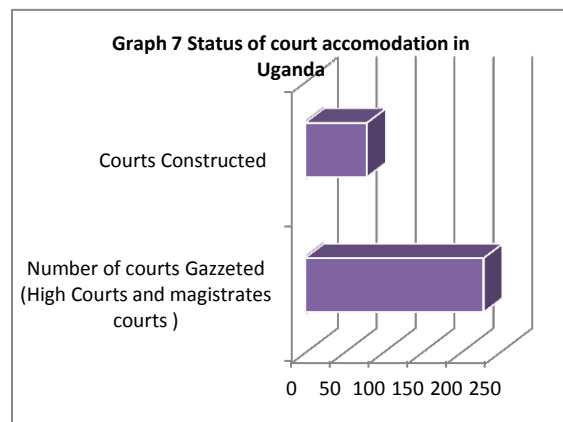 Graph 7 Status of court accomodation in
Uganda
Courts Constructed
Number of courts Gazzeted
(High Courts and magistrates
courts )
0 50 100 150 200 250